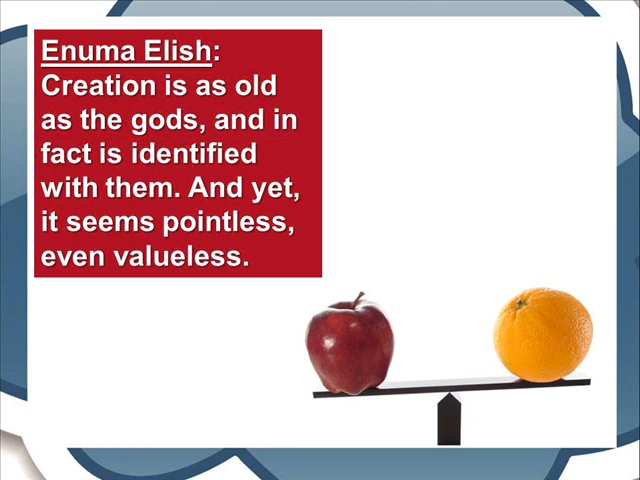 Enuma Elish:
Creation is as old
as the gods, and in
fact is identified
with them. And yet,
it seems pointless,
even valueless.